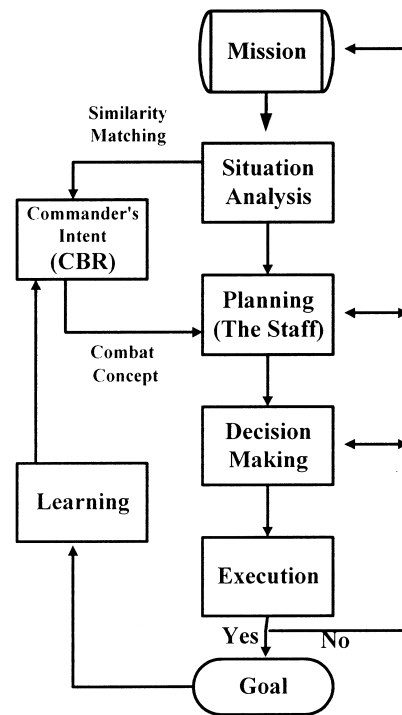 Mission
Similarity
Matching
Situation
Analysis
Commander's
Intent
(CBR)
Planning
(The Staff)
Combat
Concept
Decision
Making
Learning
Execution
Yes
No
Goal